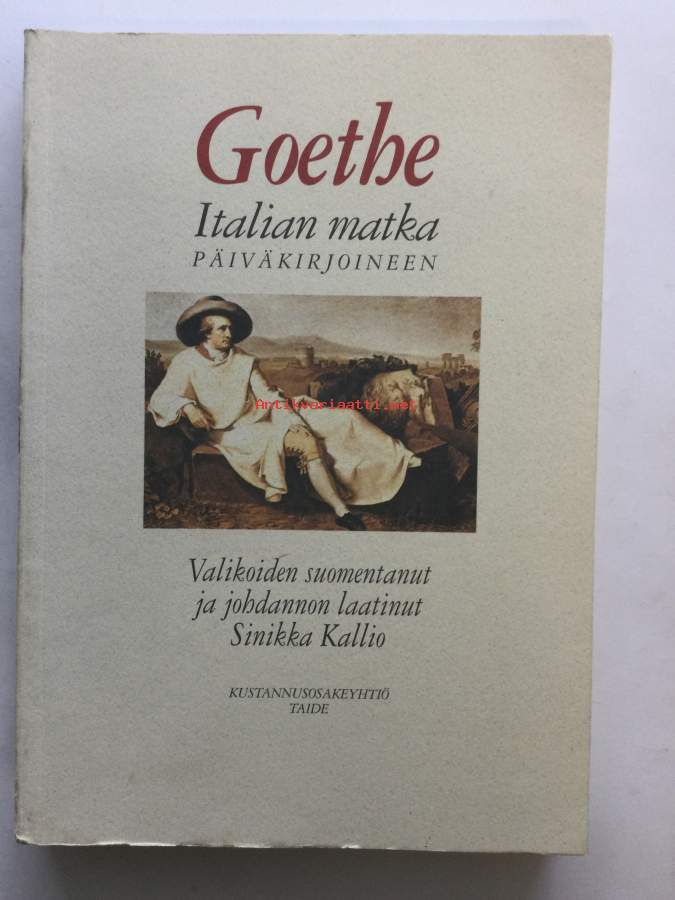 Goethe
Italian matka
PÄIVÄKIRJOINEEN
Antikvariaatti.net
Valikoiden suomentanut
ja johdannon laatinut
Sinikka Kallio
KUSTANNUSOSAKEYHTIÖ
TAIDE